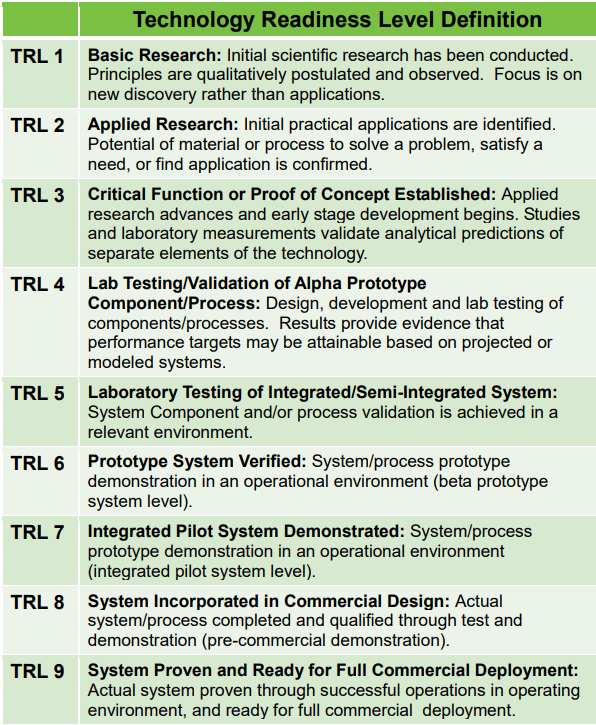 Technology Readiness Level Definition
TRL 1 Basic Research: Initial scientific research has been conducted.
Principles are qualitatively postulated and observed.  Focus is on
new discovery rather than applications.
TRL 2 Applied Research: Initial practical applications are identified.
Potential of material or process to solve a problem, satisfy a
need, or find application is confirmed.
TRL 3 Critical Function or Proof of Concept Established: Applied
research advances and early stage development begins. Studies
and laboratory measurements validate analytical predictions of
separate elements of the technology.
TRL 4 Lab Testing/Validation of Alpha Prototype
Component/Process: Design, development and lab testing of
components/processes.  Results provide evidence that
performance targets may be attainable based on projected or
modeled systems.
TRL 5 Laboratory Testing of Integrated/Semi-Integrated System:
System Component and/or process validation is achieved in a
relevant environment.
TRL 6 Prototype System Verified: System/process prototype
demonstration in an operational environment (beta prototype
system level).
TRL 7 Integrated Pilot System Demonstrated: System/process
prototype demonstration in an operational environment
(integrated pilot system level).
TRL 8 System Incorporated in Commercial Design: Actual
system/process completed and qualified through test and
demonstration (pre-commercial demonstration).
TRL 9 System Proven and Ready for Full Commercial Deployment:
Actual system proven through successful operations in operating
environment, and ready for full commercial  deployment.